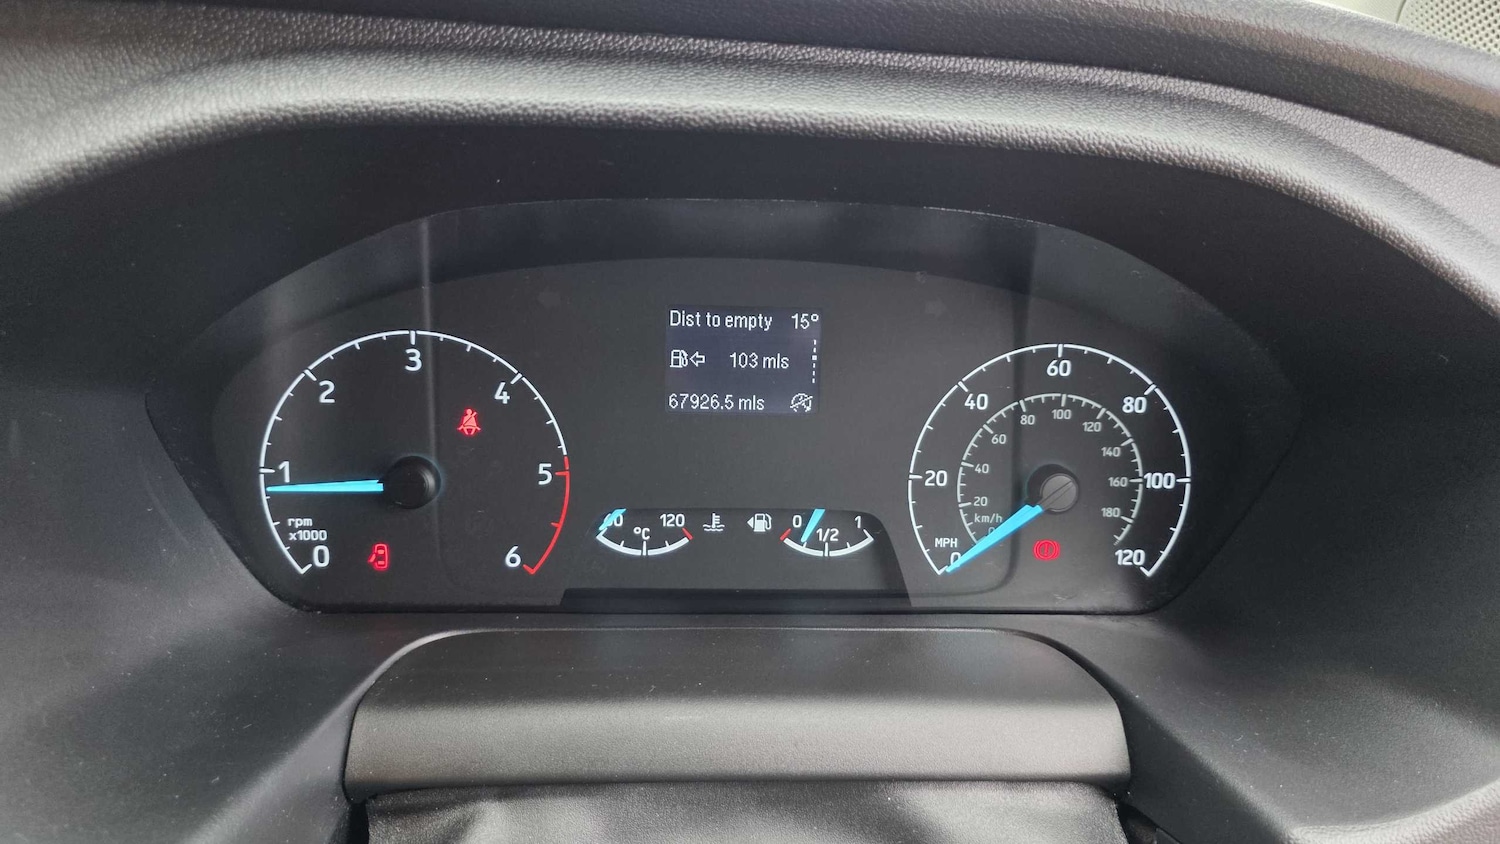 Dist to empty 15°
103 mls
67926.5 mls
0 1 2 3 4 5 6
rpm
x1000
120
°C
0 1/2 1
0 20 40 60 80 100 120
MPH
20 40 60 80 100 120 140 160 180
km/h